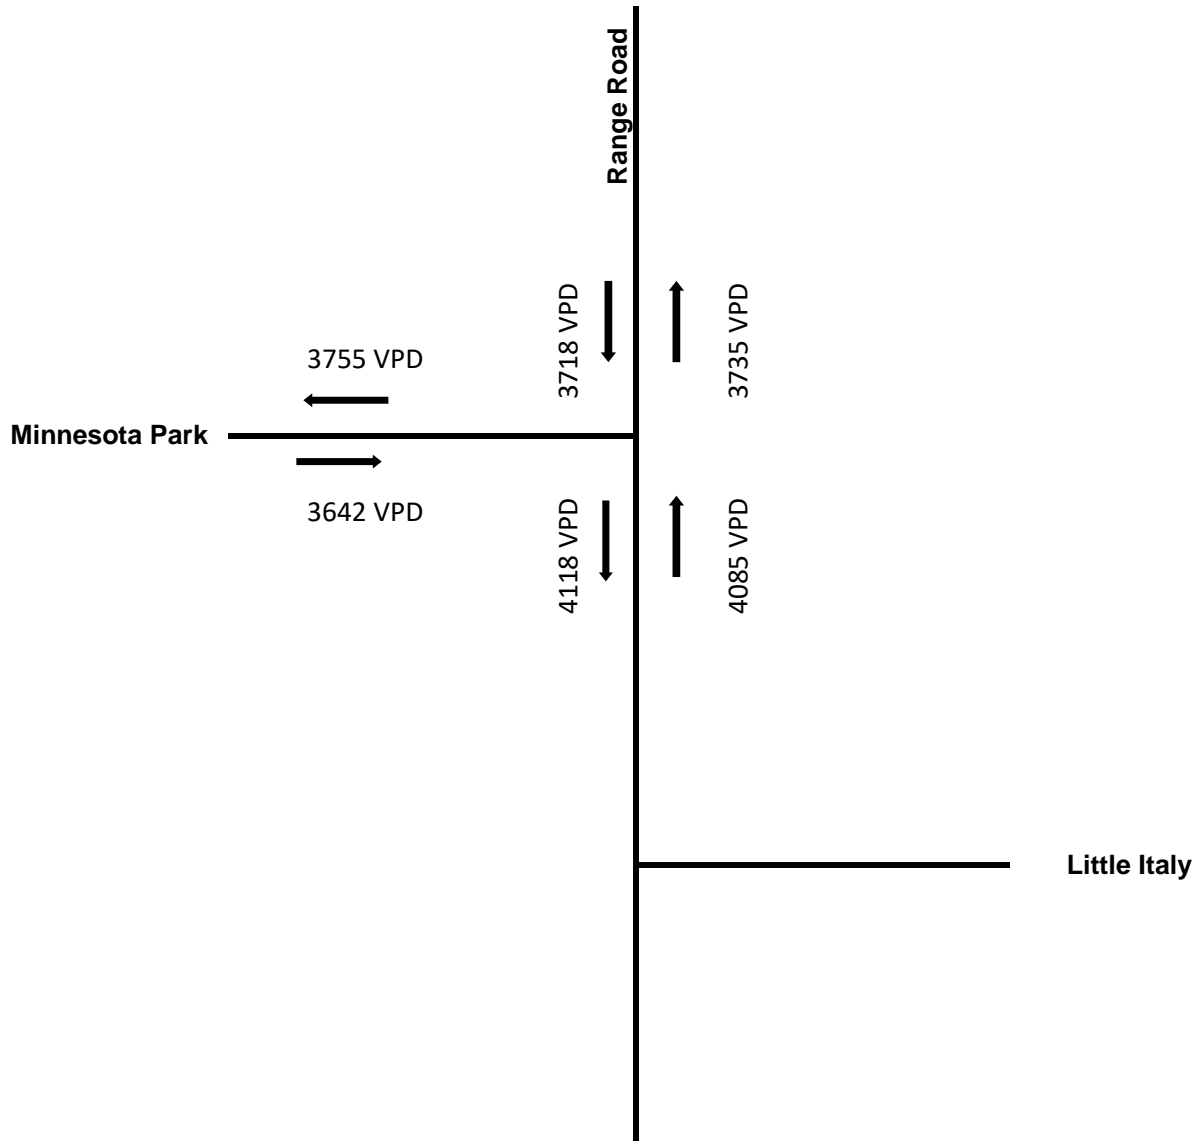 Range Road
3718 VPD
3735 VPD
3755 VPD
Minnesota Park
3642 VPD
4118 VPD
4085 VPD
Little Italy